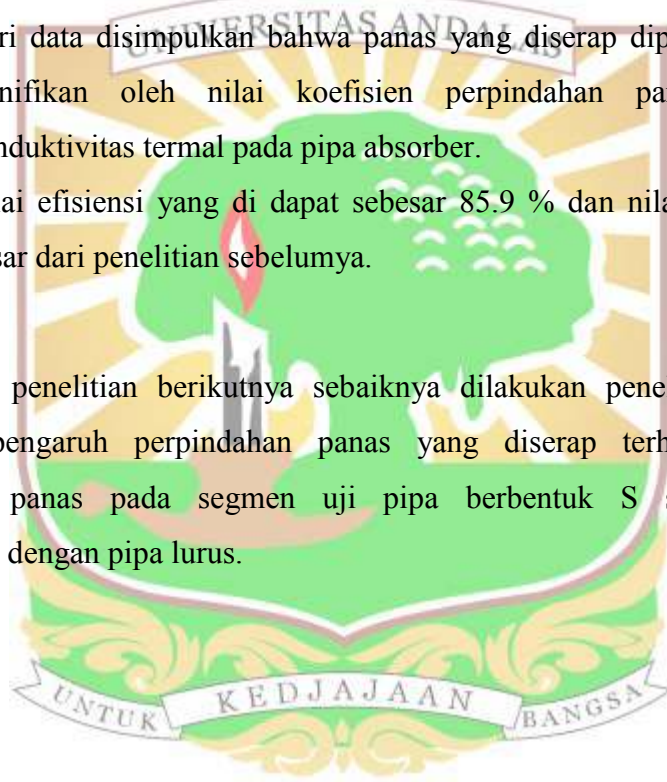 UNIVERSITAS ANDALAS
ri data disimpulkan bahwa panas yang diserap dip
nifikan oleh nilai koefisien perpindahan pa
nduktivitas termal pada pipa absorber.
ai efisiensi yang di dapat sebesar 85.9 % dan nila
sar dari penelitian sebelumya.
penelitian berikutnya sebaiknya dilakukan pene
pengaruh perpindahan panas yang diserap terh
panas pada segmen uji pipa berbentuk S s
dengan pipa lurus.
UNTUK KEDJAJAAN BANGSA